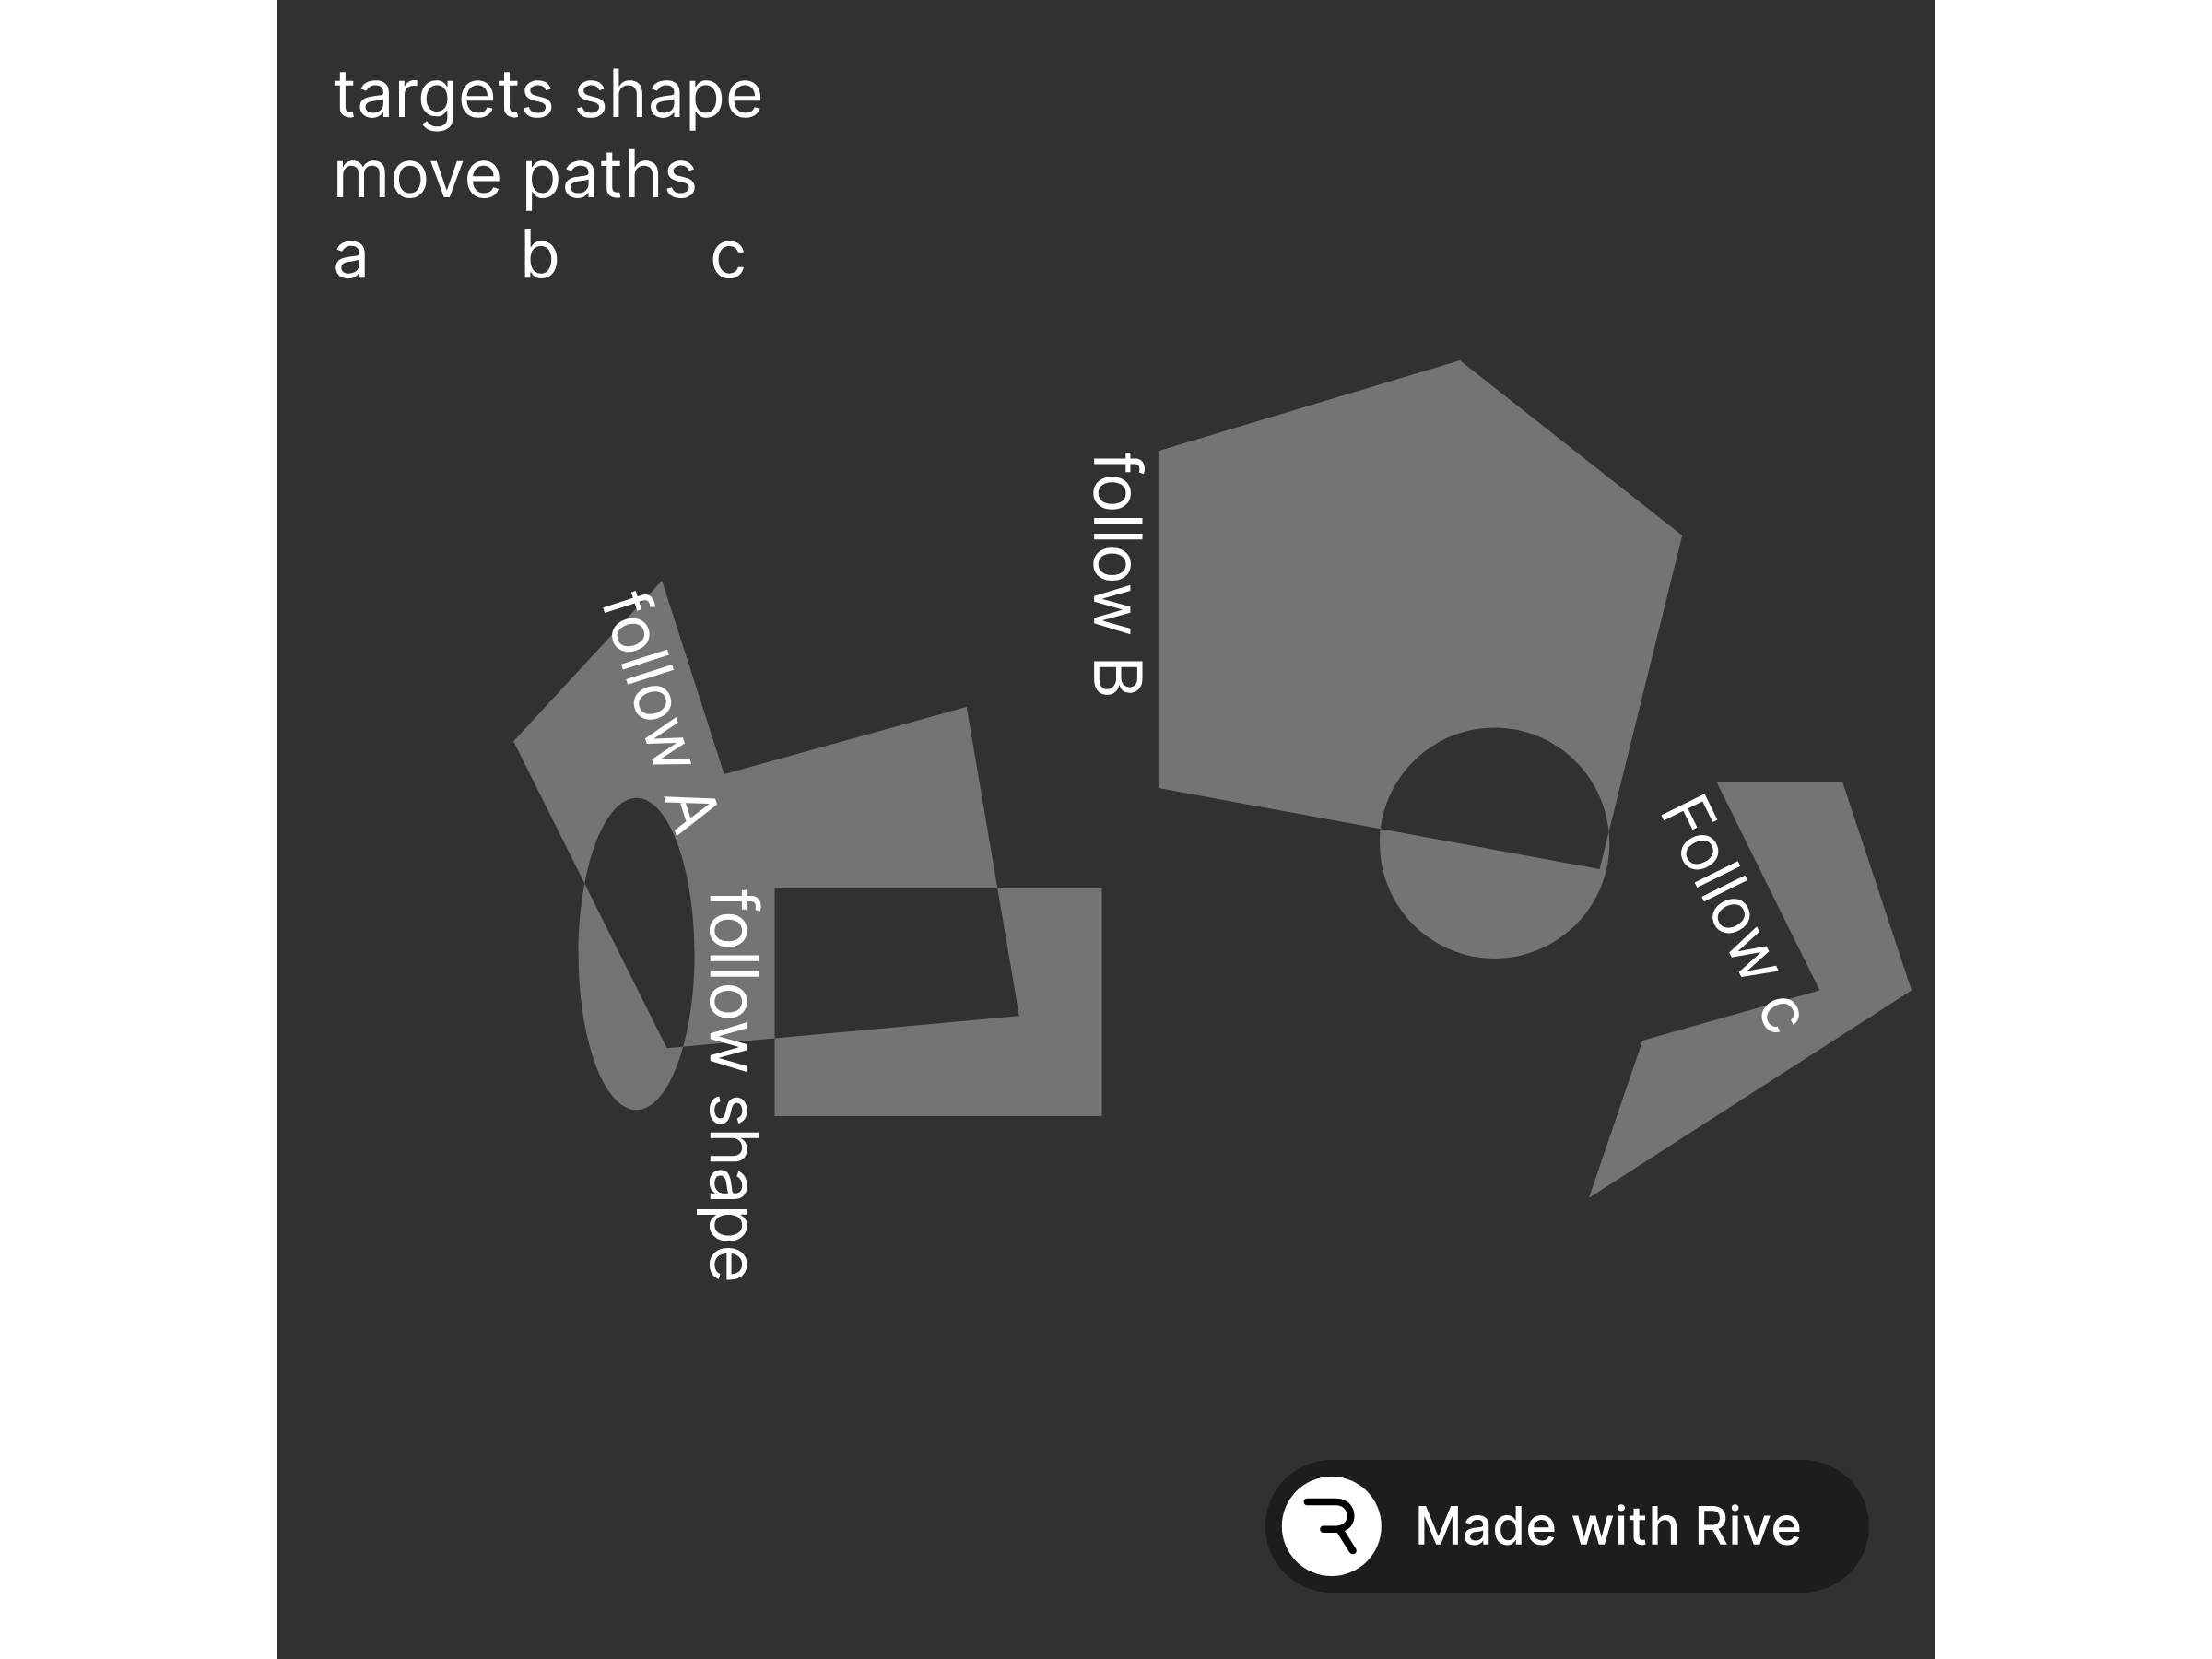 targets shape
move paths
a b c
follow B
follow A
Follow c
follow shape
Made with Rive